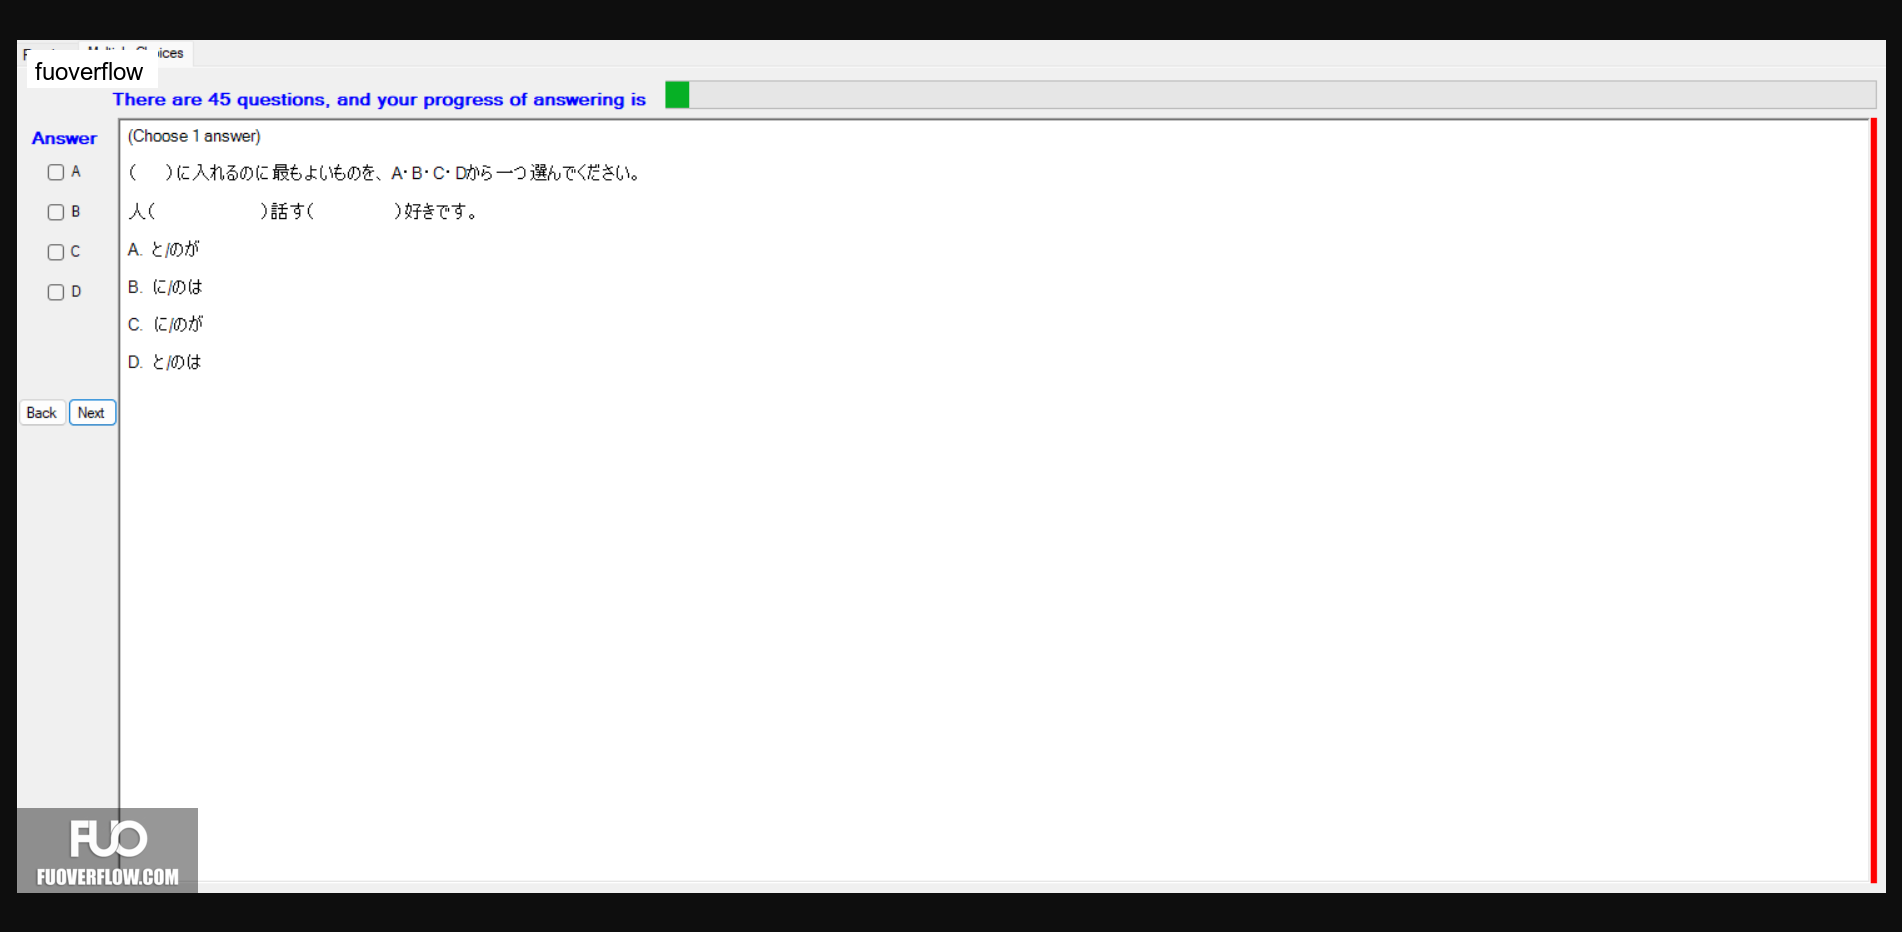 ices
fuoverflow
There are 45 questions, and your progress of answering is
Answer
A
B
C
D
Back Next
(Choose 1 answer)
(　　)に入れるのに最もよいものを、A・B・C・Dから一つ選んでください。
人(　　　　　　)話す(　　　　　)好きです。
A. と/のが
B. に/のは
C. に/のが
D. と/のは
FUO
FUOVERFLOW.COM